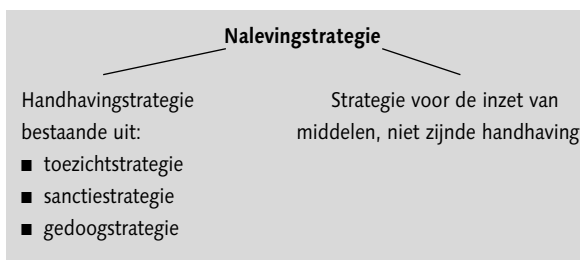 Nalevingstrategie
Handhavingstrategie
bestaande uit:
■ toezichtstrategie
■ sanctiestrategie
■ gedoogstrategie
Strategie voor de inzet van
middelen, niet zijnde handhaving